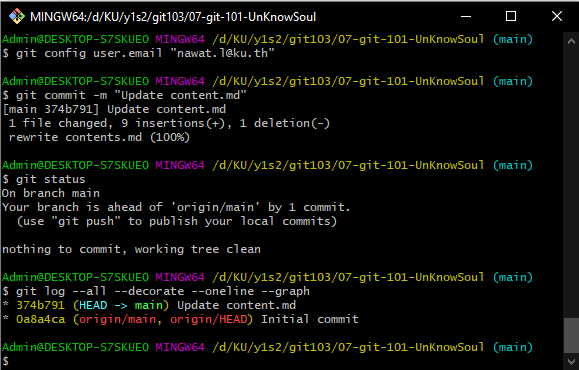 MINGW64:/d/KU/y1s2/git103/07-git-101-UnKnowSoul
Admin@DESKTOP-S7SKUEO MINGW64 /d/KU/y1s2/git103/07-git-101-UnKnowSoul (main)
$ git config user.email "nawat.l@ku.th"
Admin@DESKTOP-S7SKUEO MINGW64 /d/KU/y1s2/git103/07-git-101-UnKnowSoul (main)
$ git commit -m "Update content.md"
[main 374b791] Update content.md
1 file changed, 9 insertions(+), 1 deletion(-)
rewrite contents.md (100%)
Admin@DESKTOP-S7SKUEO MINGW64 /d/KU/y1s2/git103/07-git-101-UnKnowSoul (main)
$ git status
On branch main
Your branch is ahead of 'origin/main' by 1 commit.
(use "git push" to publish your local commits)
nothing to commit, working tree clean
Admin@DESKTOP-S7SKUEO MINGW64 /d/KU/y1s2/git103/07-git-101-UnKnowSoul (main)
$ git log --all --decorate --oneline --graph
* 374b791 (HEAD -> main) Update content.md
* 0a8a4ca (origin/main, origin/HEAD) Initial commit
Admin@DESKTOP-S7SKUEO MINGW64 /d/KU/y1s2/git103/07-git-101-UnKnowSoul (main)
$